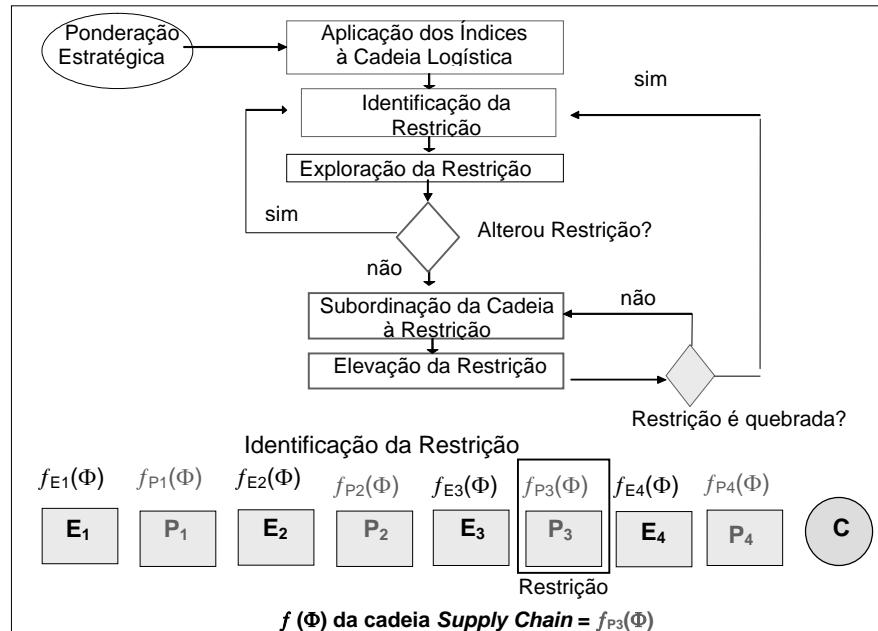 Ponderação
Estratégica
Aplicação dos Índices
à Cadeia Logística
sim
Identificação da
Restrição
Exploração da Restrição
sim
Alterou Restrição?
não
Subordinação da Cadeia
à Restrição
não
Elevação da Restrição
Restrição é quebrada?
Identificação da Restrição
fE1(Φ) fP1(Φ) fE2(Φ) fP2(Φ) fE3(Φ) fP3(Φ) fE4(Φ) fP4(Φ)
E1 P1 E2 P2 E3 P3 E4 P4 C
Restrição
f (Φ) da cadeia Supply Chain = fP3(Φ)